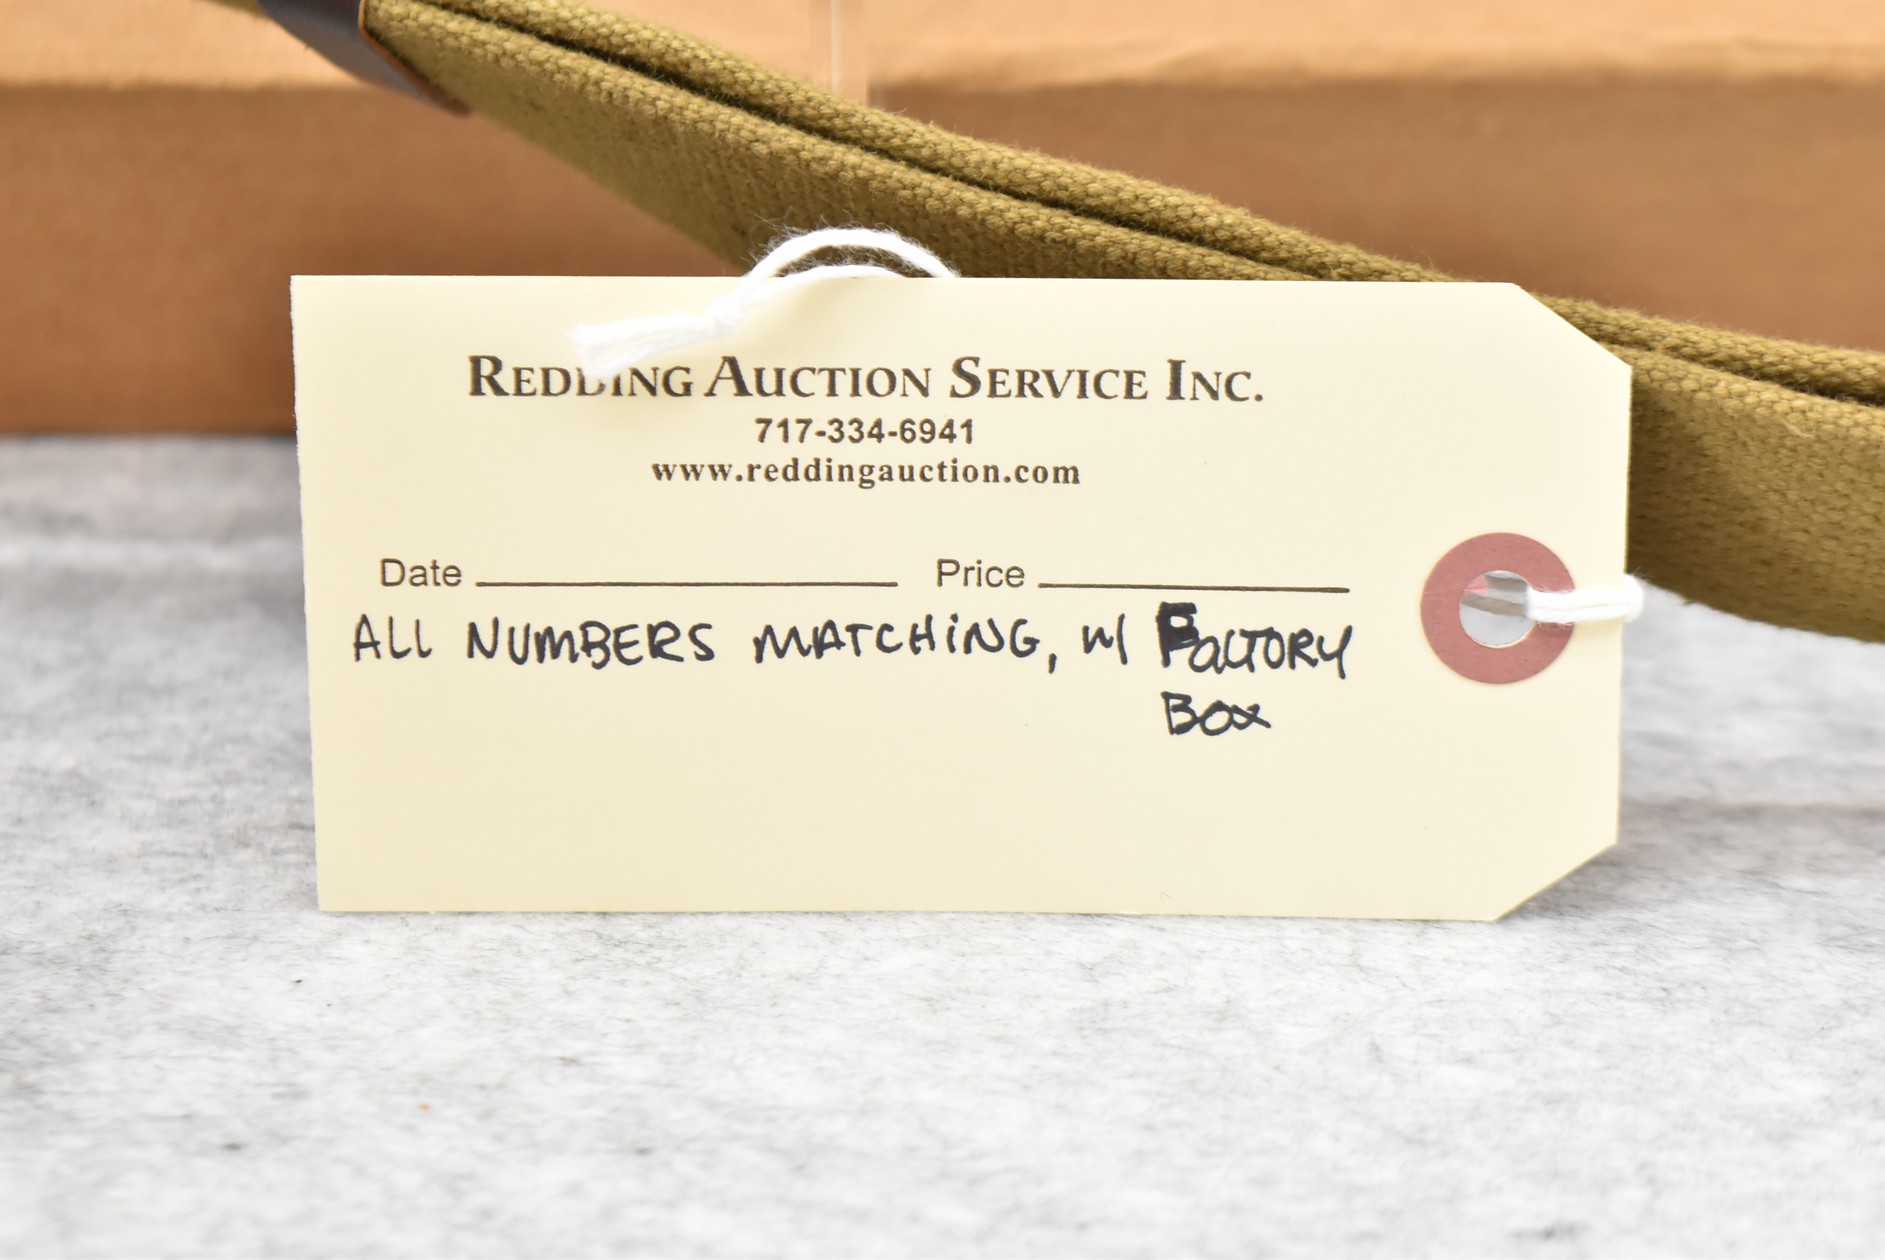 REDDING AUCTION SERVICE INC.
717-334-6941
www.reddingauction.com
Date Price
ALL NUMBERS MATCHING, w/ FACTORY
BOX